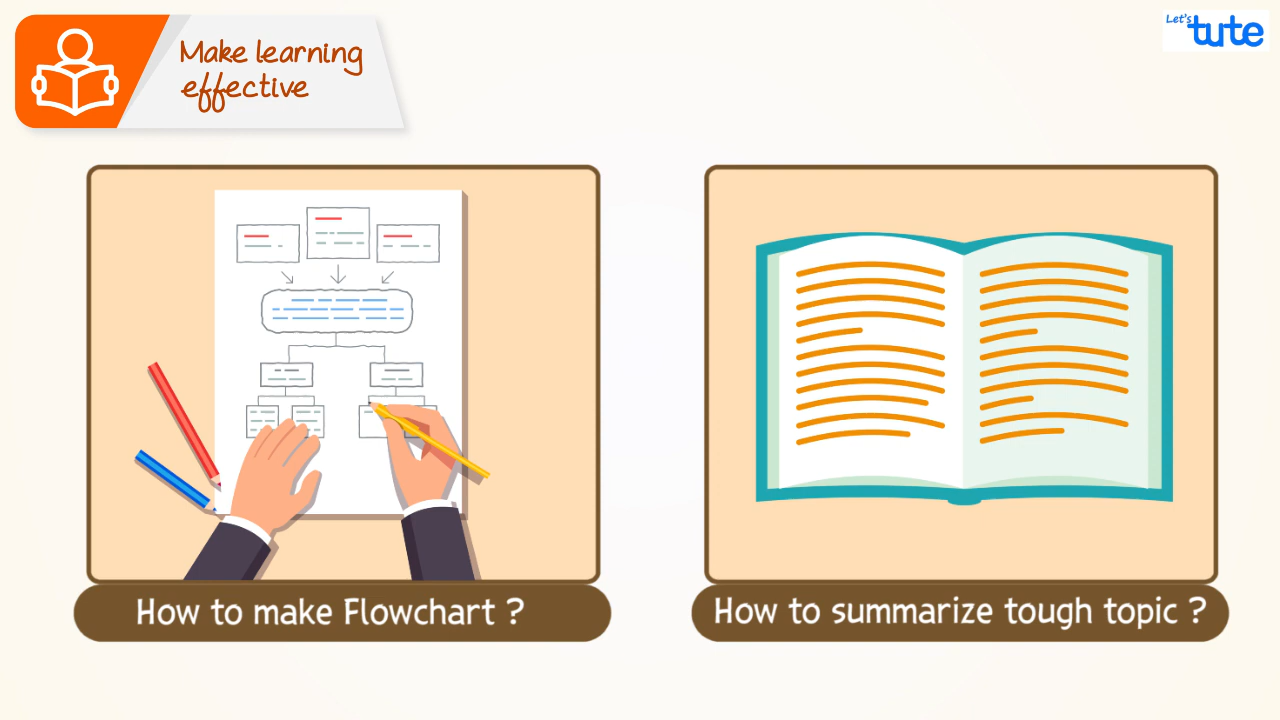 Make learning
effective
Let's
tute
How to make Flowchart ?
How to summarize tough topic ?